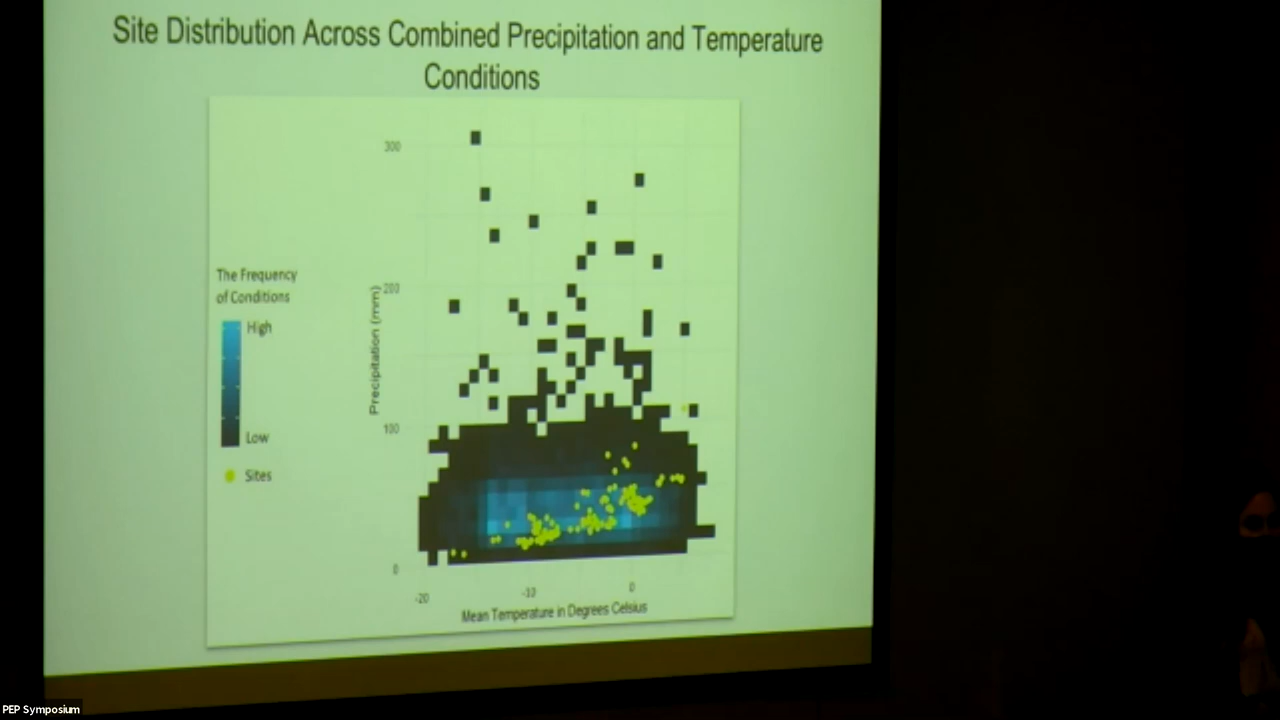 Site Distribution Across Combined Precipitation and Temperature
Conditions
The Frequency
of Conditions
High
Low
Sites
Precipitation (mm)
300
200
100
0
-20
-10
0
Mean Temperature in Degrees Celsius
PEP Symposium